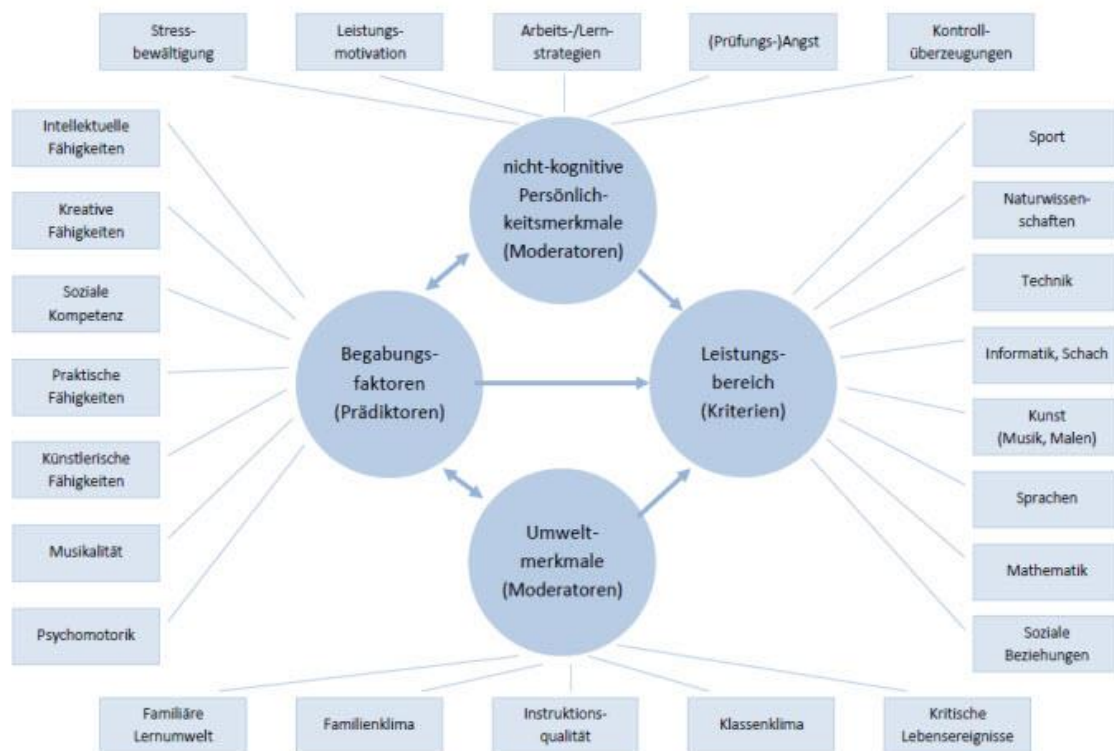 Stress-
bewältigung
Leistungs-
motivation
Arbeits-/Lern-
strategien
(Prüfungs-)Angst
Kontroll-
überzeugungen
Intellektuelle
Fähigkeiten
Kreative
Fähigkeiten
Soziale
Kompetenz
Praktische
Fähigkeiten
Künstlerische
Fähigkeiten
Musikalität
Psychomotorik
nicht-kognitive
Persönlich-
keitsmerkmale
(Moderatoren)
Begabungs-
faktoren
(Prädiktoren)
Leistungs-
bereich
(Kriterien)
Umwelt-
merkmale
(Moderatoren)
Sport
Naturwissen-
schaften
Technik
Informatik, Schach
Kunst
(Musik, Malen)
Sprachen
Mathematik
Soziale
Beziehungen
Familiäre
Lernumwelt
Familienklima
Instruktions-
qualität
Klassenklima
Kritische
Lebensereignisse